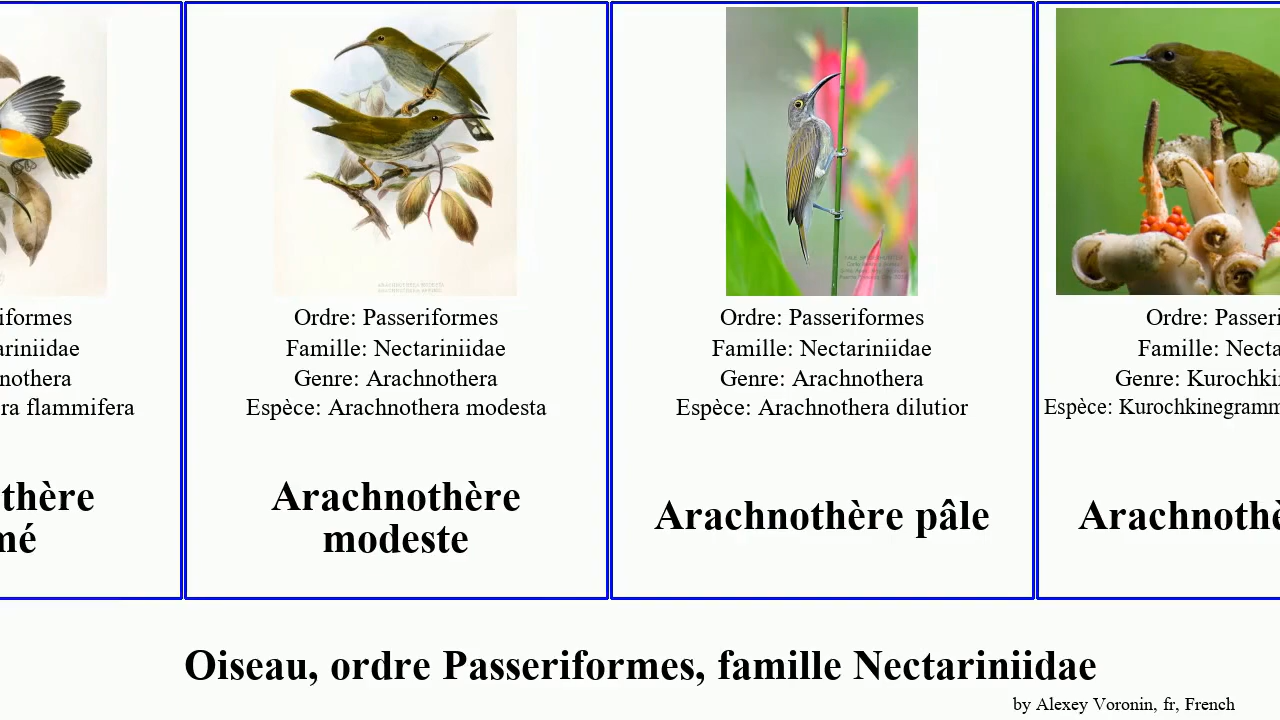 iformes
ariniidae
nothera
ra flammifera
thère
mé
Ordre: Passeriformes
Famille: Nectariniidae
Genre: Arachnothera
Espèce: Arachnothera modesta
Arachnothère
modeste
Ordre: Passeriformes
Famille: Nectariniidae
Genre: Arachnothera
Espèce: Arachnothera dilutior
Arachnothère pâle
Ordre: Passeri
Famille: Necta
Genre: Kurochki
Espèce: Kurochkinegramm
Arachnothè
Oiseau, ordre Passeriformes, famille Nectariniidae
by Alexey Voronin, fr, French